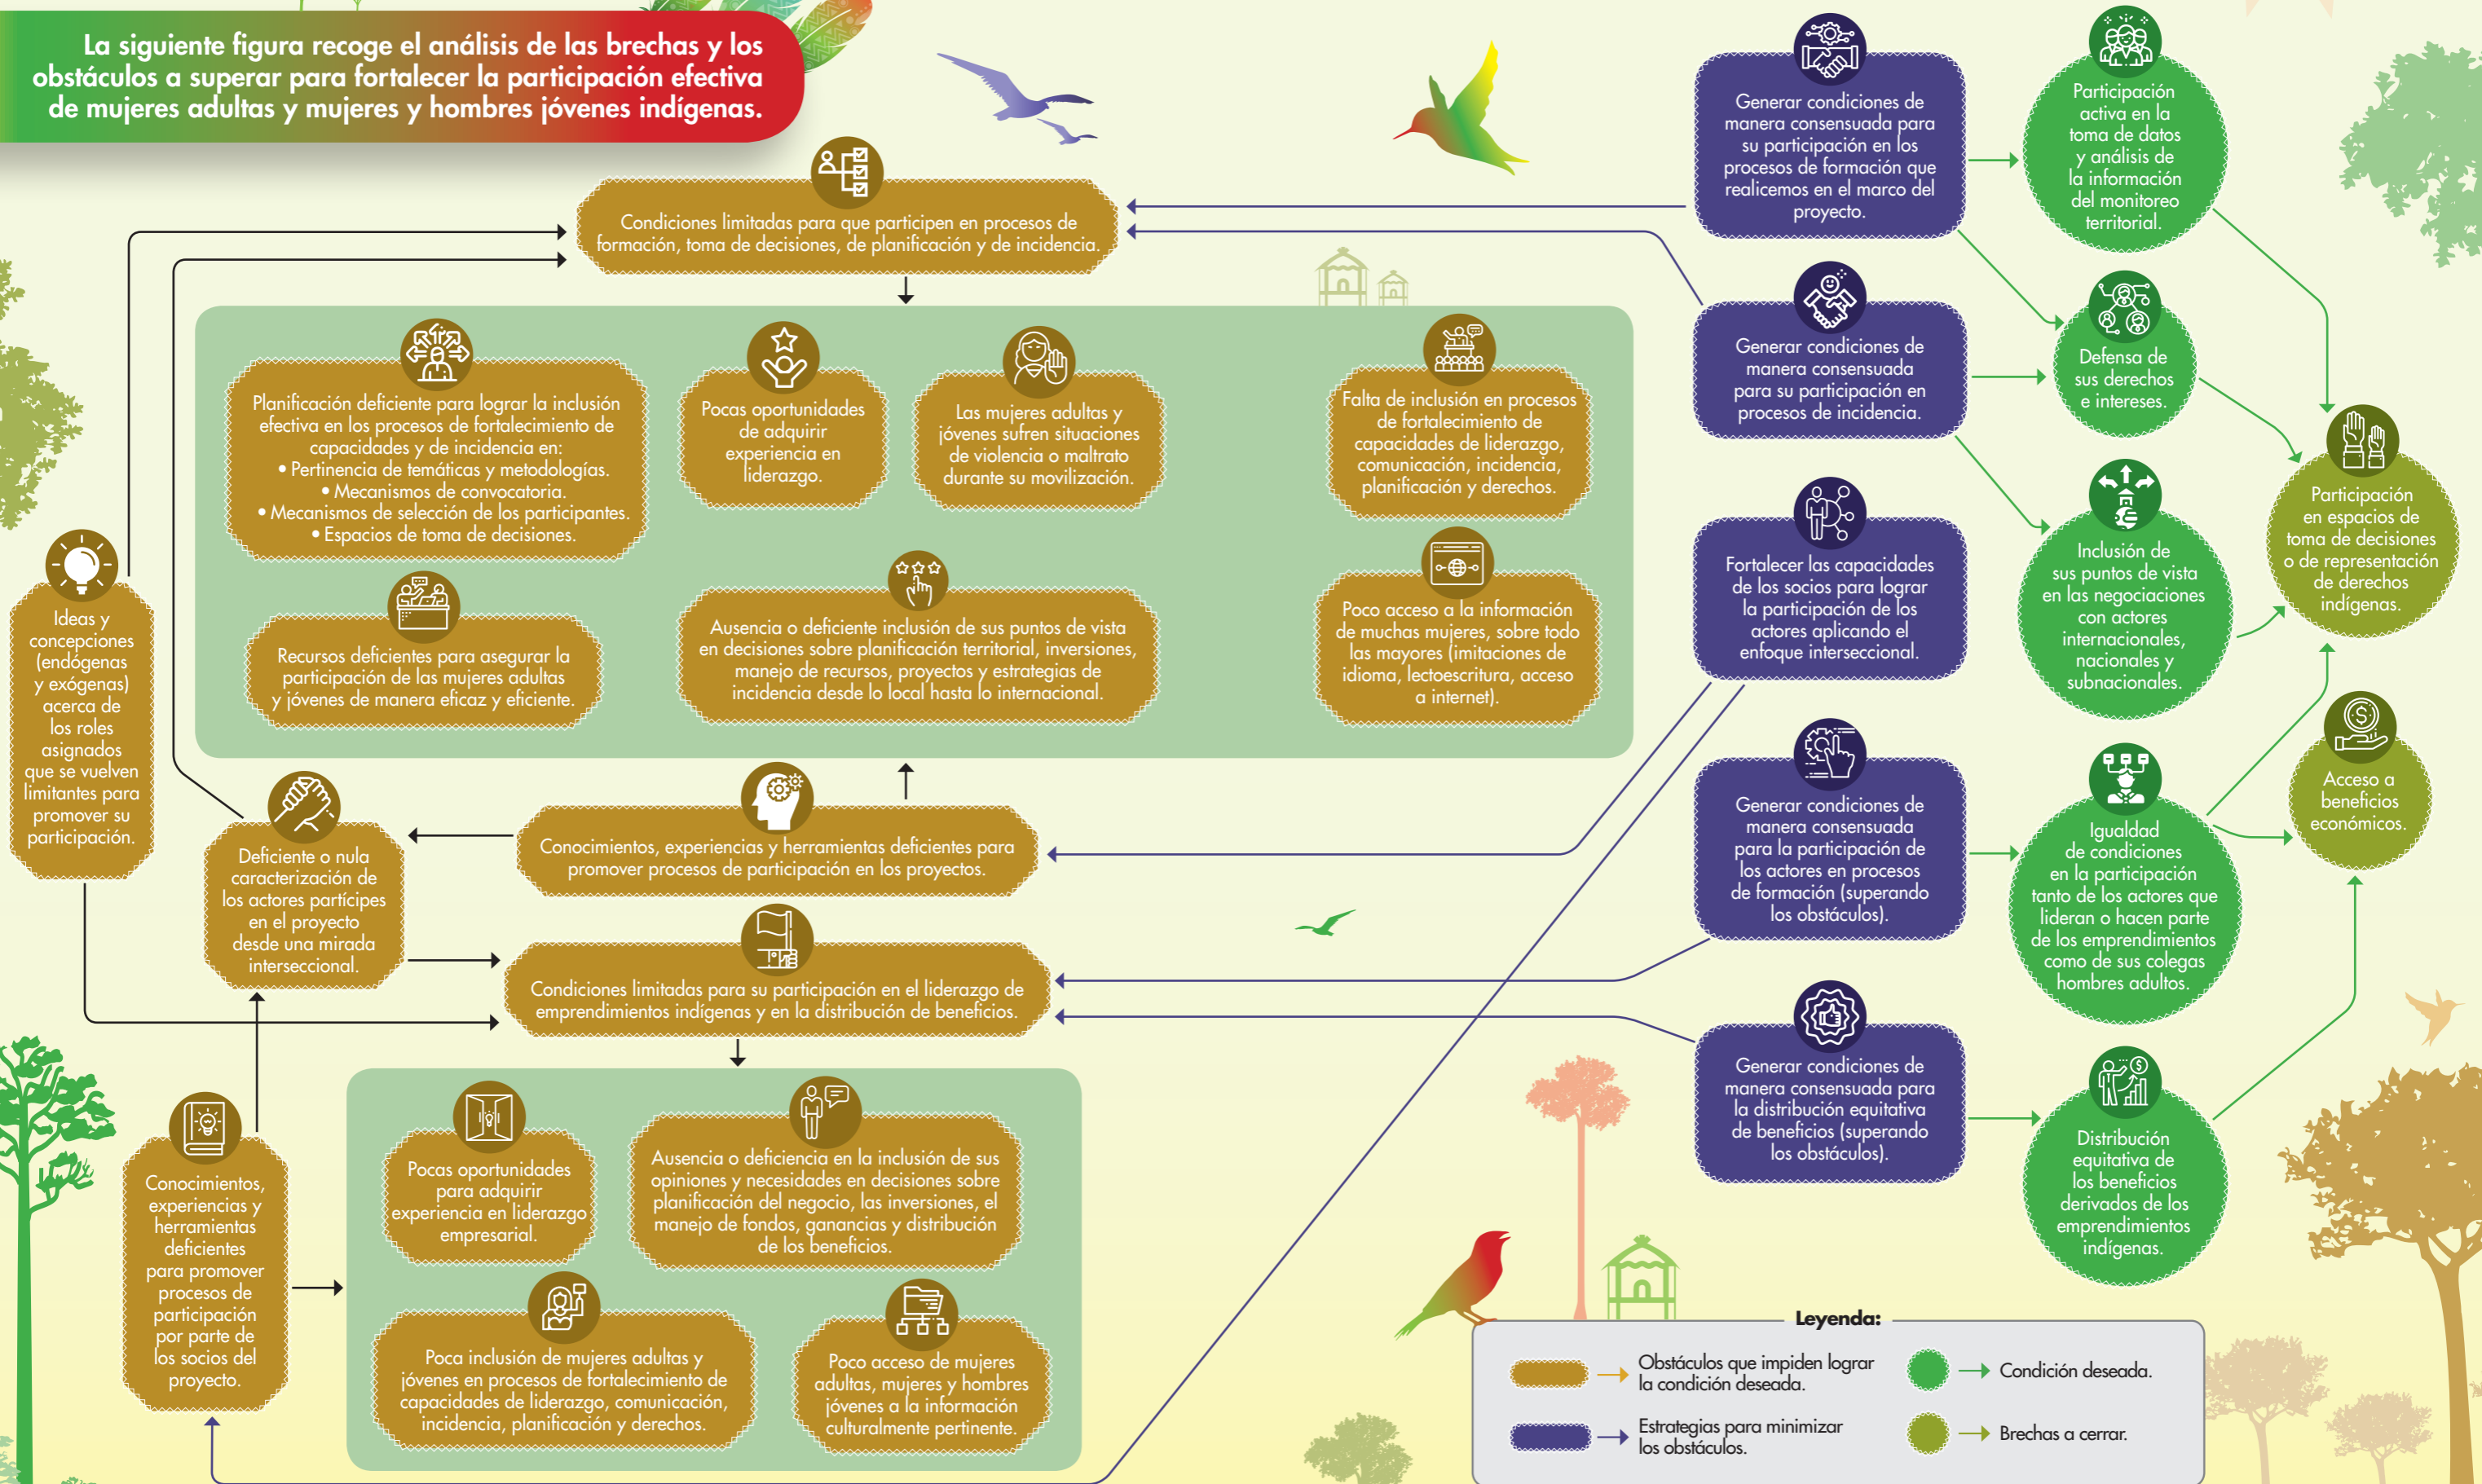 La siguiente figura recoge el análisis de las brechas y los
obstáculos a superar para fortalecer la participación efectiva
de mujeres adultas y mujeres y hombres jóvenes indígenas.
Condiciones limitadas para que participen en procesos de
formación, toma de decisiones, de planificación y de incidencia.
Planificación deficiente para lograr la inclusión
efectiva en los procesos de fortalecimiento de
capacidades y de incidencia en:
• Pertinencia de temáticas y metodologías.
• Mecanismos de convocatoria.
• Mecanismos de selección de los participantes.
• Espacios de toma de decisiones.
Pocas oportunidades
de adquirir
experiencia en
liderazgo.
Las mujeres adultas y
jóvenes sufren situaciones
de violencia o maltrato
durante su movilización.
Falta de inclusión en procesos
de fortalecimiento de
capacidades de liderazgo,
comunicación, incidencia,
planificación y derechos.
Recursos deficientes para asegurar la
participación de las mujeres adultas
y jóvenes de manera eficaz y eficiente.
Ausencia o deficiente inclusión de sus puntos de vista
en decisiones sobre planificación territorial, inversiones,
manejo de recursos, proyectos y estrategias de
incidencia desde lo local hasta lo internacional.
Poco acceso a la información
de muchas mujeres, sobre todo
las mayores (imitaciones de
idioma, lectoescritura, acceso
a internet).
Ideas y
concepciones
(endógenas
y exógenas)
acerca de
los roles
asignados
que se vuelven
limitantes para
promover su
participación.
Deficiente o nula
caracterización de
los actores partícipes
en el proyecto
desde una mirada
interseccional.
Conocimientos, experiencias y herramientas deficientes para
promover procesos de participación en los proyectos.
Condiciones limitadas para su participación en el liderazgo de
emprendimientos indígenas y en la distribución de beneficios.
Conocimientos,
experiencias y
herramientas
deficientes
para promover
procesos de
participación
por parte de
los socios del
proyecto.
Pocas oportunidades
para adquirir
experiencia en liderazgo
empresarial.
Ausencia o deficiencia en la inclusión de sus
opiniones y necesidades en decisiones sobre
planificación del negocio, las inversiones, el
manejo de fondos, ganancias y distribución
de los beneficios.
Poca inclusión de mujeres adultas y
jóvenes en procesos de fortalecimiento de
capacidades de liderazgo, comunicación,
incidencia, planificación y derechos.
Poco acceso de mujeres
adultas, mujeres y hombres
jóvenes a la información
culturalmente pertinente.
Generar condiciones de
manera consensuada para
su participación en los
procesos de formación que
realicemos en el marco del
proyecto.
Generar condiciones de
manera consensuada
para su participación en
procesos de incidencia.
Fortalecer las capacidades
de los socios para lograr
la participación de los
actores aplicando el
enfoque interseccional.
Generar condiciones de
manera consensuada
para la participación de
los actores en procesos
de formación (superando
los obstáculos).
Generar condiciones de
manera consensuada para
la distribución equitativa
de beneficios (superando
los obstáculos).
Participación
activa en la
toma de datos
y análisis de
la información
del monitoreo
territorial.
Defensa de
sus derechos
e intereses.
Inclusión de
sus puntos de vista
en las negociaciones
con actores
internacionales,
nacionales y
subnacionales.
Igualdad
de condiciones
en la participación
tanto de los actores que
lideran o hacen parte
de los emprendimientos
como de sus colegas
hombres adultos.
Distribución
equitativa de
los beneficios
derivados de los
emprendimientos
indígenas.
Participación
en espacios de
toma de decisiones
o de representación
de derechos
indígenas.
Acceso a
beneficios
económicos.
Leyenda:
Obstáculos que impiden lograr
la condición deseada.
Estrategias para minimizar
los obstáculos.
Condición deseada.
Brechas a cerrar.